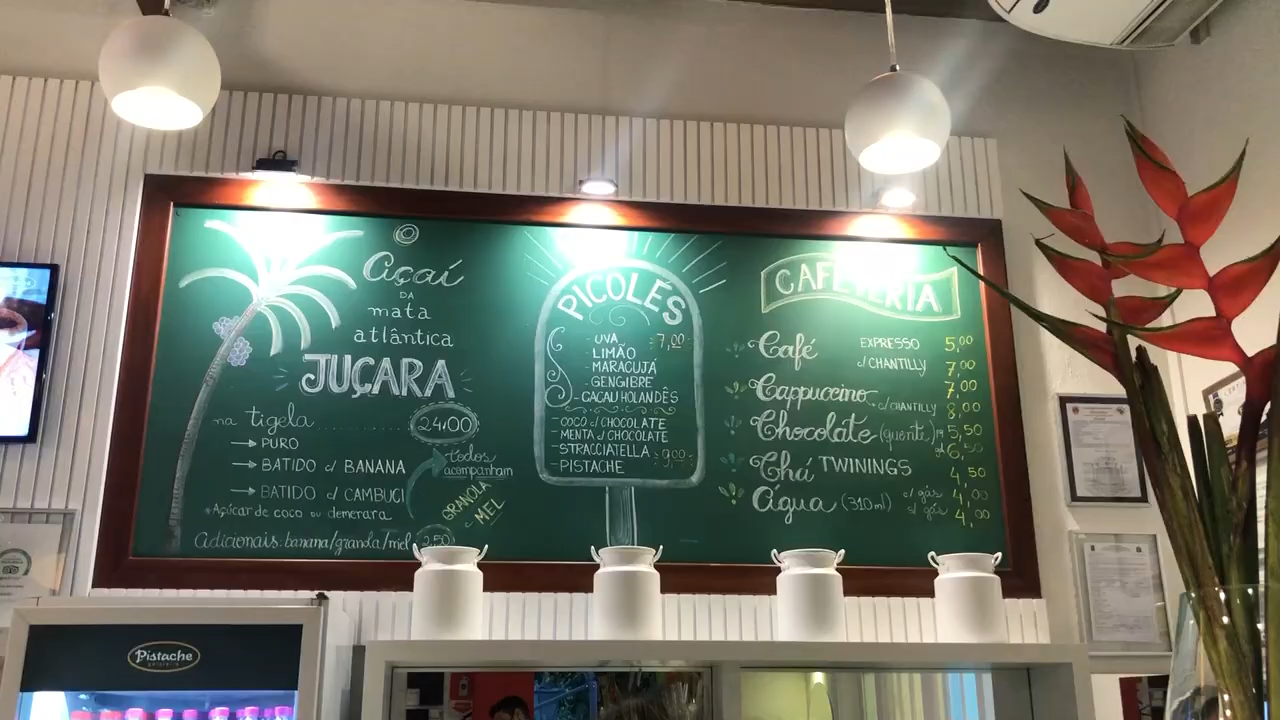 açaí
DA
mata
atlântica
JUÇARA
na tigela ............ 24,00
PURO
BATIDO c/ BANANA
BATIDO c/ CAMBUCI
*Açúcar de coco ou demerara
todos
acompanham
GRANOLA
MEL
Adicionais: banana/granola/mel 2,50
PICOLÉS
- UVA 7,00
- LIMÃO
- MARACUJÁ
- GENGIBRE
- CACAU HOLANDÊS
- COCO c/ CHOCOLATE
- MENTA c/ CHOCOLATE
- STRACCIATELLA 9,00
- PISTACHE
CAFETERIA
Café EXPRESSO 5,00
c/ CHANTILLY 7,00
Cappuccino 7,00
c/ CHANTILLY 8,00
Chocolate (quente) 5,50
6,50
Chá TWININGS 4,50
água (310ml) s/ gás 4,00
c/ gás 4,00
Pistache